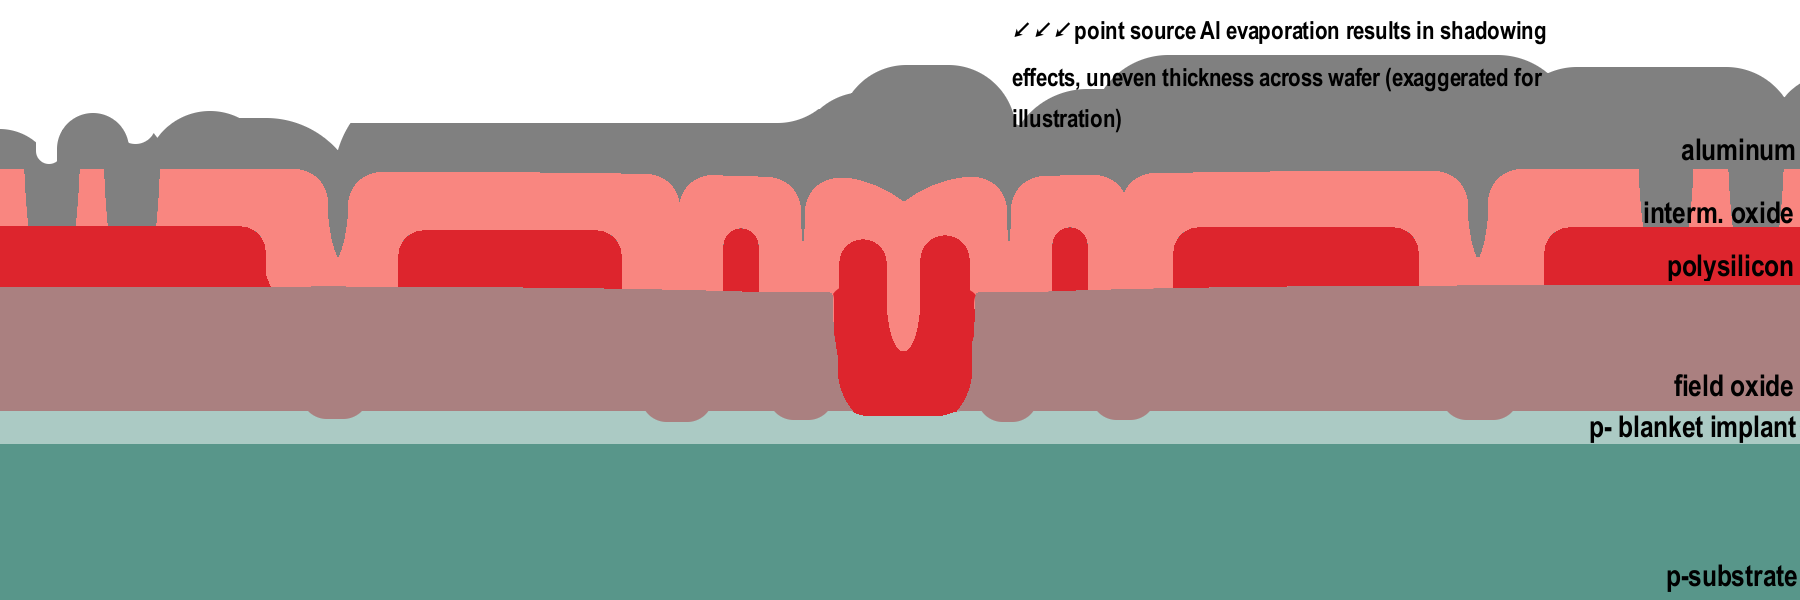 ↙↙↙point source Al evaporation results in shadowing
effects, uneven thickness across wafer (exaggerated for
illustration)
aluminum
interm. oxide
polysilicon
field oxide
p- blanket implant
p-substrate